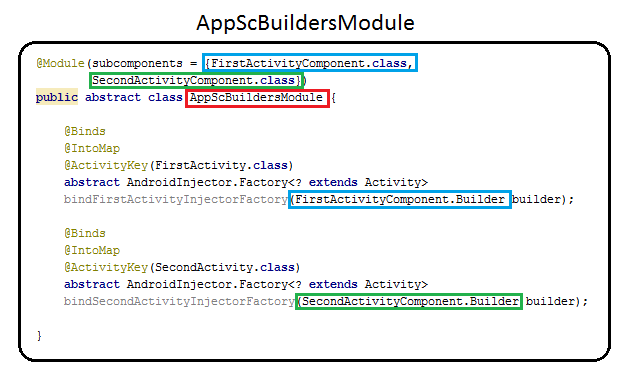 AppScBuildersModule
@Module(subcomponents = {FirstActivityComponent.class,
SecondActivityComponent.class})
public abstract class AppScBuildersModule {
@Binds
@IntoMap
@ActivityKey(FirstActivity.class)
abstract AndroidInjector.Factory<? extends Activity>
bindFirstActivityInjectorFactory(FirstActivityComponent.Builder builder);
@Binds
@IntoMap
@ActivityKey(SecondActivity.class)
abstract AndroidInjector.Factory<? extends Activity>
bindSecondActivityInjectorFactory(SecondActivityComponent.Builder builder);
}